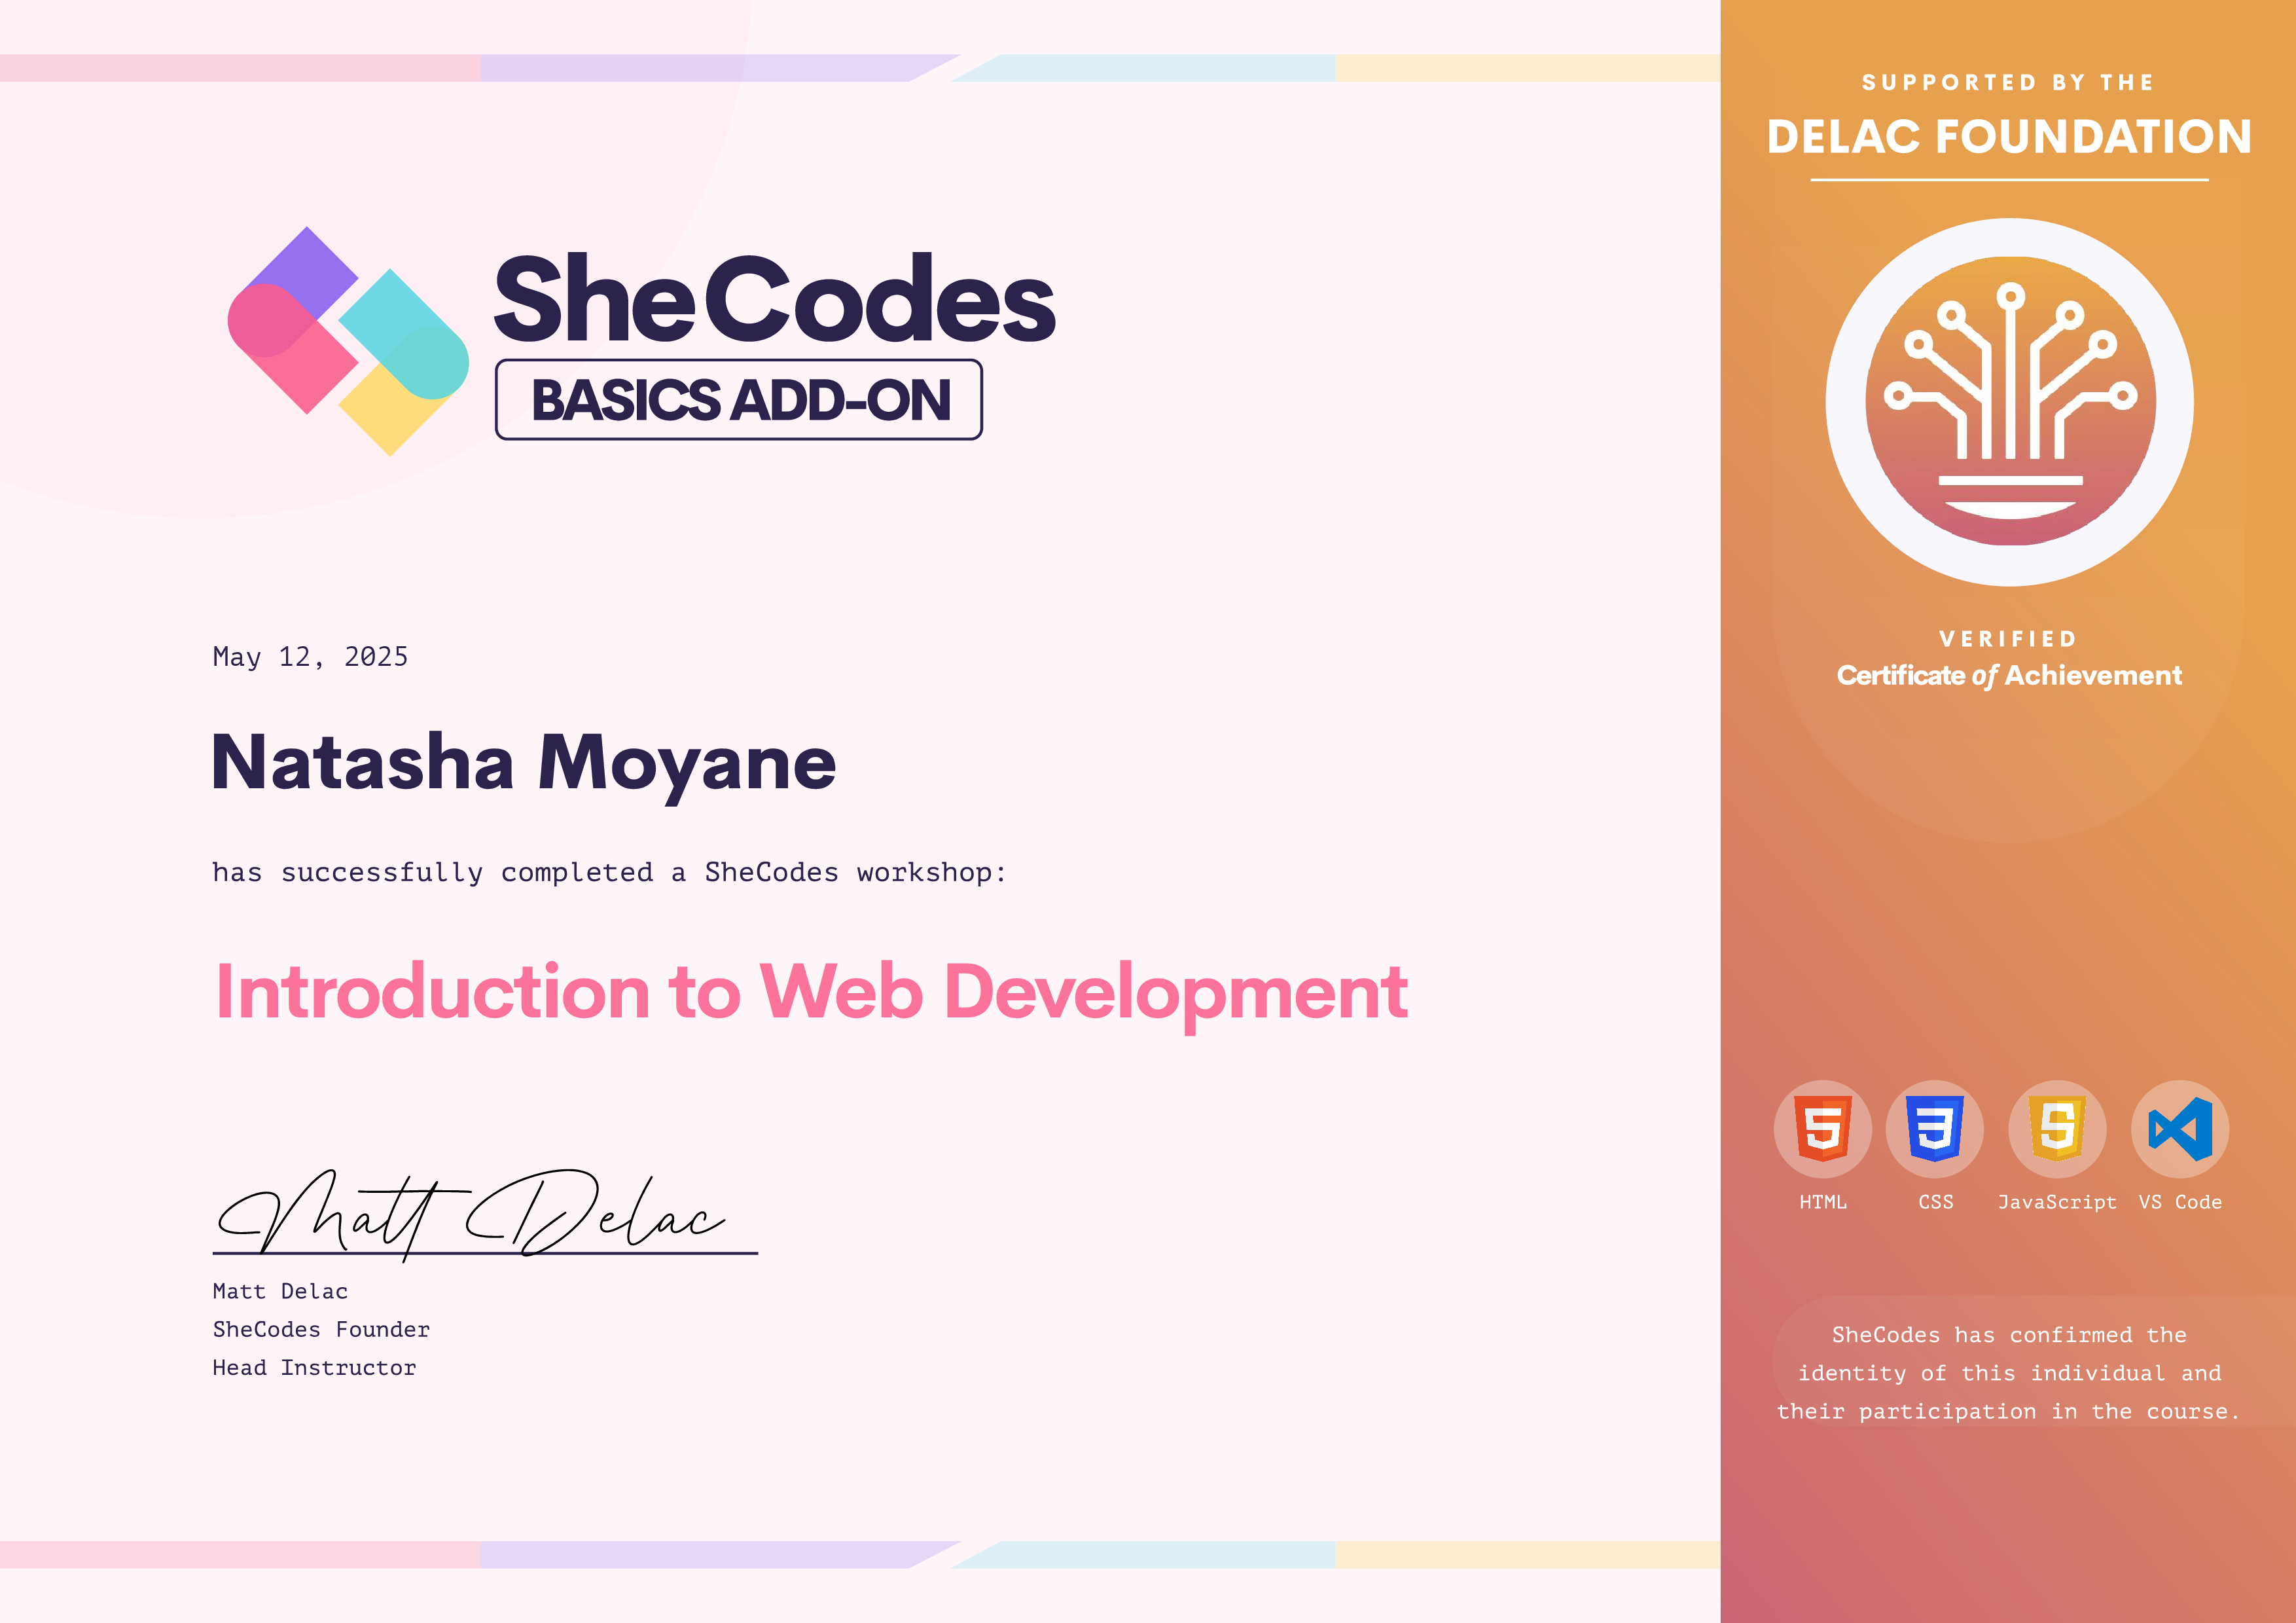 SheCodes
BASICS ADD-ON
May 12, 2025
Natasha Moyane
has successfully completed a SheCodes workshop:
Introduction to Web Development
Matt Delac
Matt Delac
SheCodes Founder
Head Instructor
SUPPORTED BY THE
DELAC FOUNDATION
VERIFIED
Certificate of Achievement
HTML CSS JavaScript VS Code
SheCodes has confirmed the
identity of this individual and
their participation in the course.